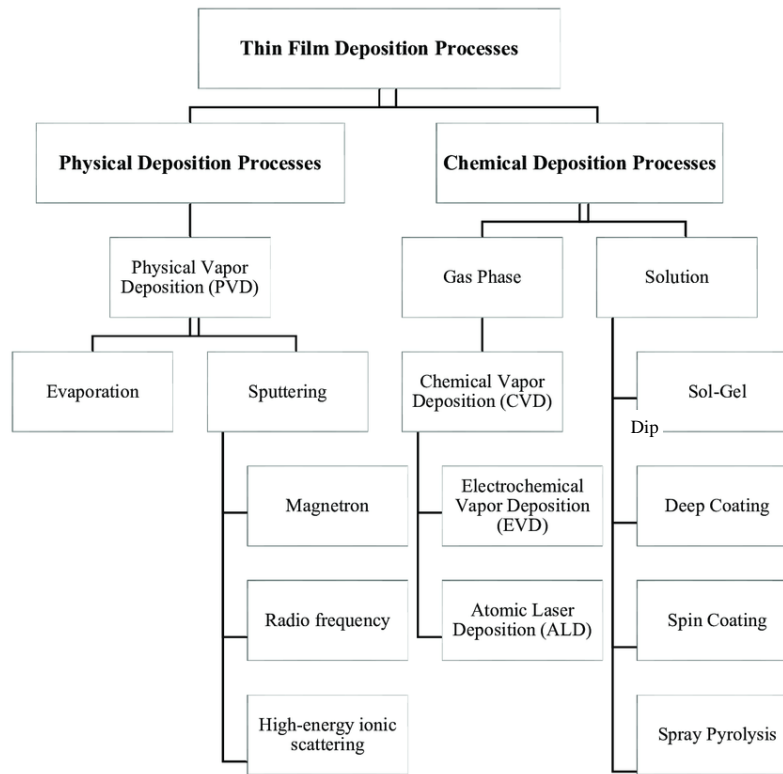 Thin Film Deposition Processes
Physical Deposition Processes
Chemical Deposition Processes
Physical Vapor
Deposition (PVD)
Gas Phase
Solution
Evaporation
Sputtering
Chemical Vapor
Deposition (CVD)
Sol-Gel
Dip
Magnetron
Electrochemical
Vapor Deposition
(EVD)
Deep Coating
Radio frequency
Atomic Laser
Deposition (ALD)
Spin Coating
High-energy ionic
scattering
Spray Pyrolysis